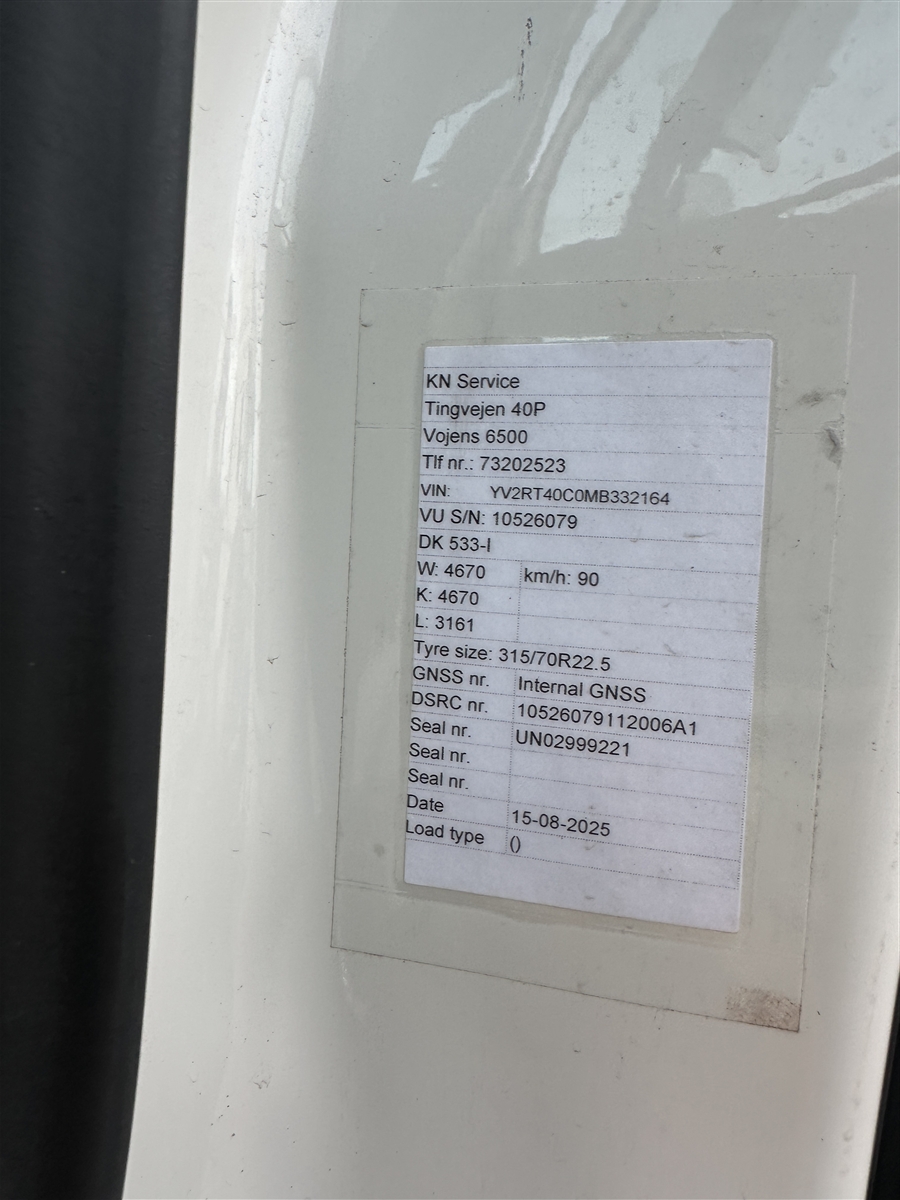 KN Service
Tingvejen 40P
Vojens 6500
Tlf nr.: 73202523
VIN: YV2RT40C0MB332164
VU S/N: 10526079
DK 533-I
W: 4670 km/h: 90
K: 4670
L: 3161
Tyre size: 315/70R22.5
GNSS nr. Internal GNSS
DSRC nr. 10526079112006A1
Seal nr. UN02999221
Seal nr.
Seal nr.
Date 15-08-2025
Load type ()